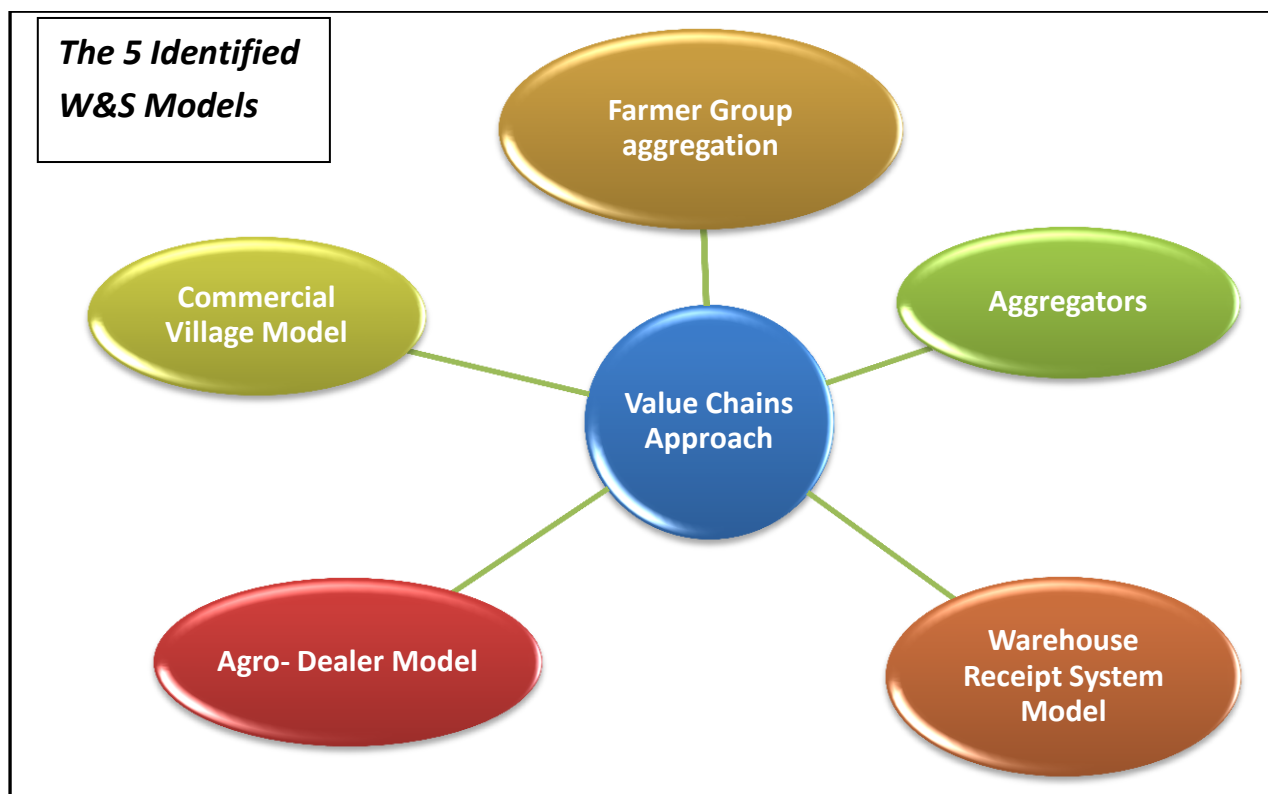 The 5 Identified
W&S Models
Farmer Group
aggregation
Commercial
Village Model
Aggregators
Value Chains
Approach
Agro- Dealer Model
Warehouse
Receipt System
Model